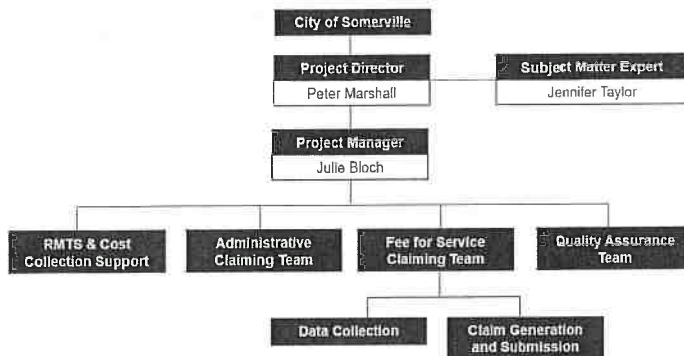 City of Somerville
Project Director
Peter Marshall
Subject Matter Expert
Jennifer Taylor
Project Manager
Julie Bloch
RMTS & Cost
Collection Support
Administrative
Claiming Team
Fee for Service
Claiming Team
Quality Assurance
Team
Data Collection
Claim Generation
and Submission